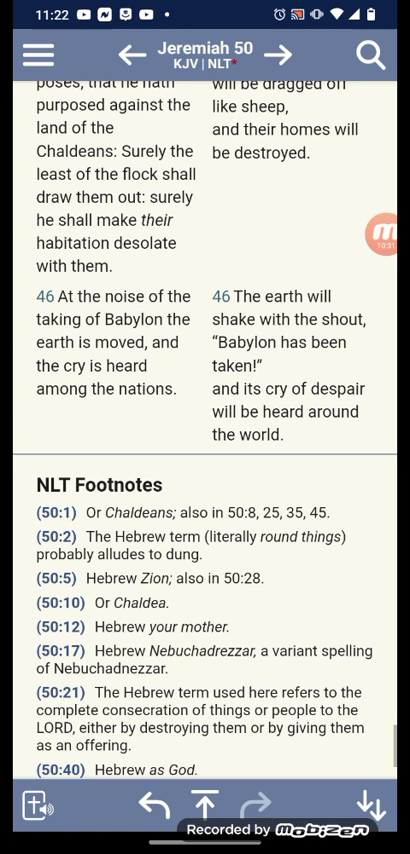 11:22
Jeremiah 50
KJV | NLT*
poses, that he hath
purposed against the
land of the
Chaldeans: Surely the
least of the flock shall
draw them out: surely
he shall make their
habitation desolate
with them.
will be dragged off
like sheep,
and their homes will
be destroyed.
46 At the noise of the
taking of Babylon the
earth is moved, and
the cry is heard
among the nations.
46 The earth will
shake with the shout,
“Babylon has been
taken!”
and its cry of despair
will be heard around
the world.
10:31
NLT Footnotes
(50:1) Or Chaldeans; also in 50:8, 25, 35, 45.
(50:2) The Hebrew term (literally round things)
probably alludes to dung.
(50:5) Hebrew Zion; also in 50:28.
(50:10) Or Chaldea.
(50:12) Hebrew your mother.
(50:17) Hebrew Nebuchadrezzar, a variant spelling
of Nebuchadnezzar.
(50:21) The Hebrew term used here refers to the
complete consecration of things or people to the
LORD, either by destroying them or by giving them
as an offering.
(50:40) Hebrew as God.
Recorded by mobizen